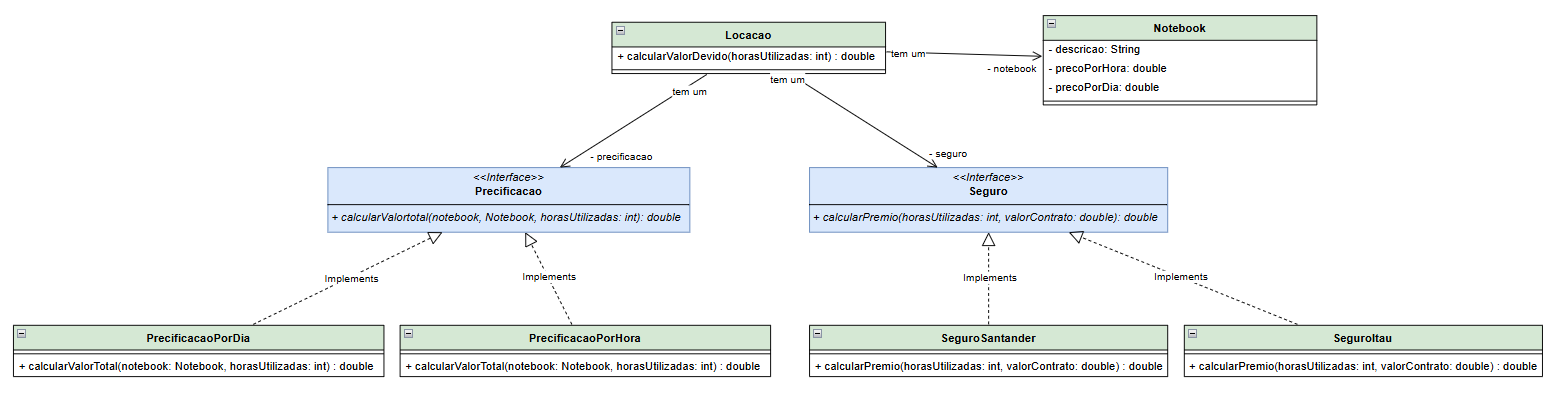 Locacao
+ calcularValorDevido(horasUtilizadas: int) : double
Notebook
- descricao: String
- precoPorHora: double
- precoPorDia: double
tem um
- notebook
tem um
tem um
- precificacao
- seguro
<<Interface>>
Precificacao
+ calcularValortotal(notebook, Notebook, horasUtilizadas: int): double
<<Interface>>
Seguro
+ calcularPremio(horasUtilizadas: int, valorContrato: double): double
Implements
Implements
Implements
Implements
PrecificacaoPorDia
+ calcularValorTotal(notebook: Notebook, horasUtilizadas: int) : double
PrecificacaoPorHora
+ calcularValorTotal(notebook: Notebook, horasUtilizadas: int) : double
SeguroSantander
+ calcularPremio(horasUtilizadas: int, valorContrato: double) : double
SeguroItau
+ calcularPremio(horasUtilizadas: int, valorContrato: double) : double